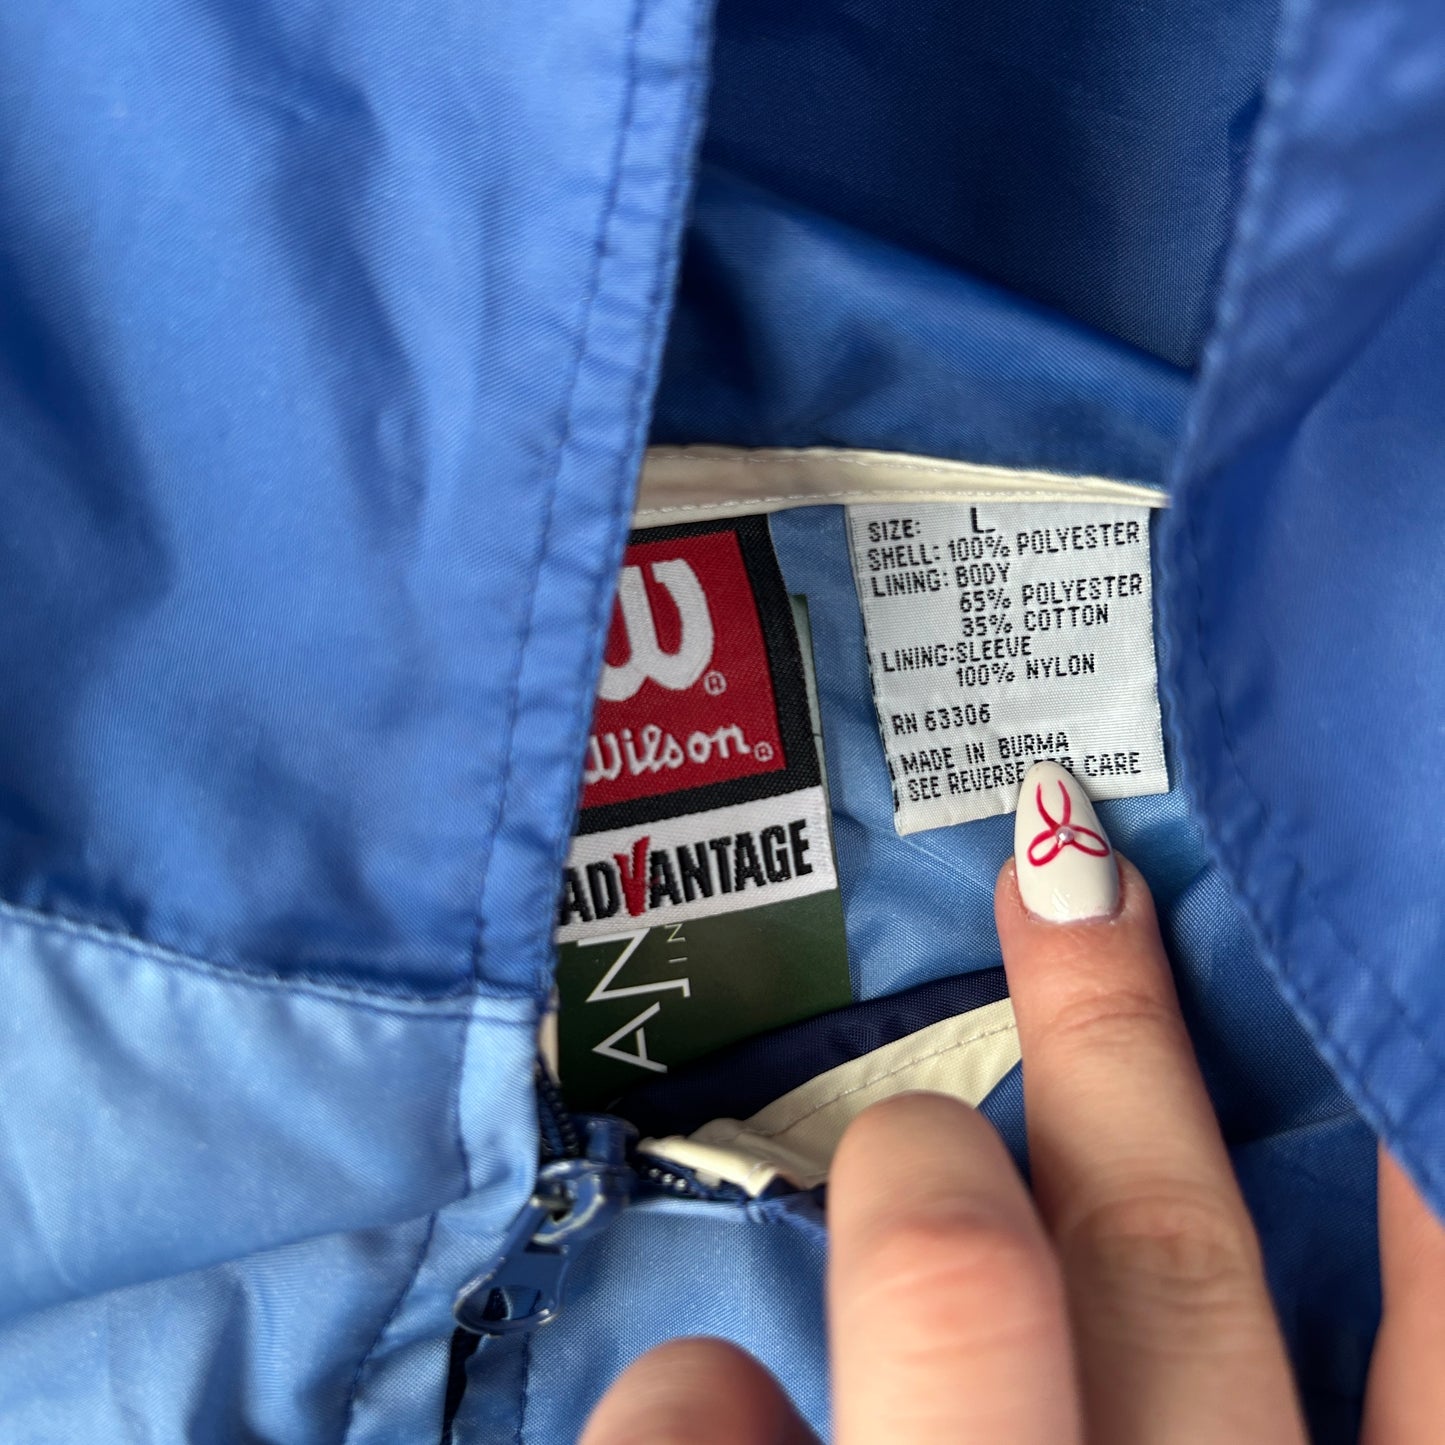 W®
Wilson®
ADVANTAGE
SIZE: L
SHELL: 100% POLYESTER
LINING: BODY
65% POLYESTER
35% COTTON
LINING:SLEEVE
100% NYLON
RN 63306
MADE IN BURMA
SEE REVERSE CARE